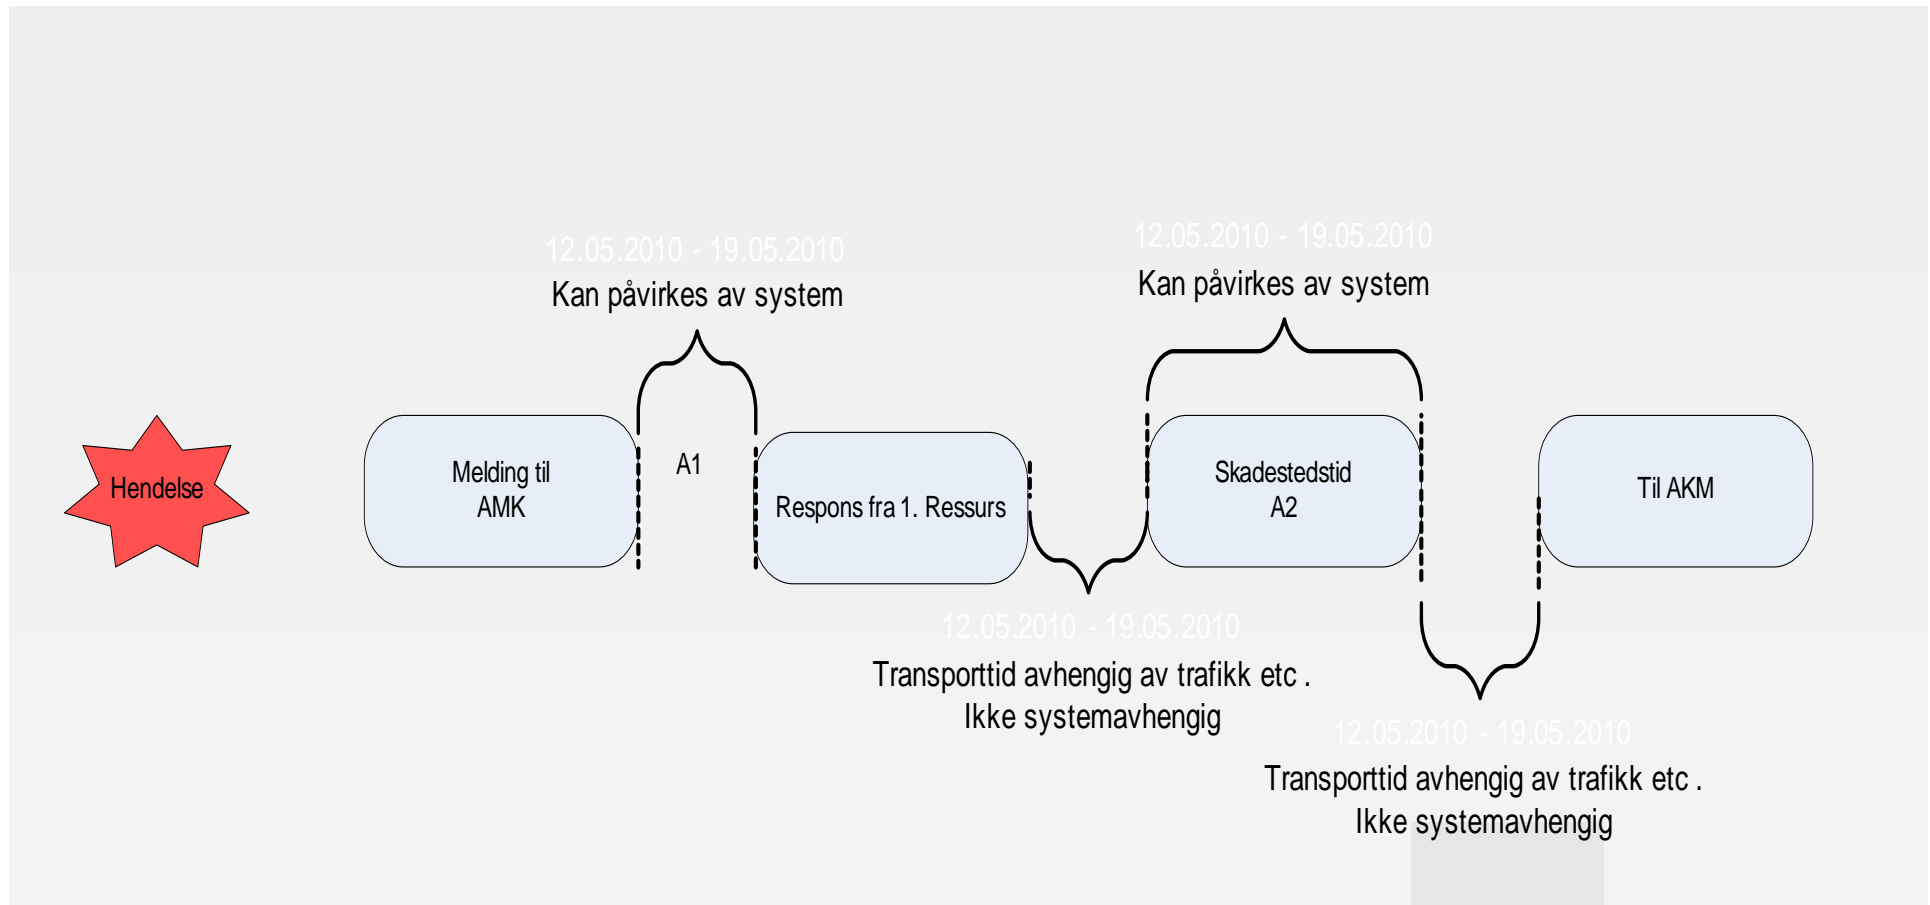 12.05.2010 - 19.05.2010
Kan påvirkes av system
12.05.2010 - 19.05.2010
Kan påvirkes av system
Hendelse
Melding til
AMK
A1
Respons fra 1. Ressurs
Skadestedstid
A2
Til AKM
12.05.2010 - 19.05.2010
Transporttid avhengig av trafikk etc .
Ikke systemavhengig
12.05.2010 - 19.05.2010
Transporttid avhengig av trafikk etc .
Ikke systemavhengig